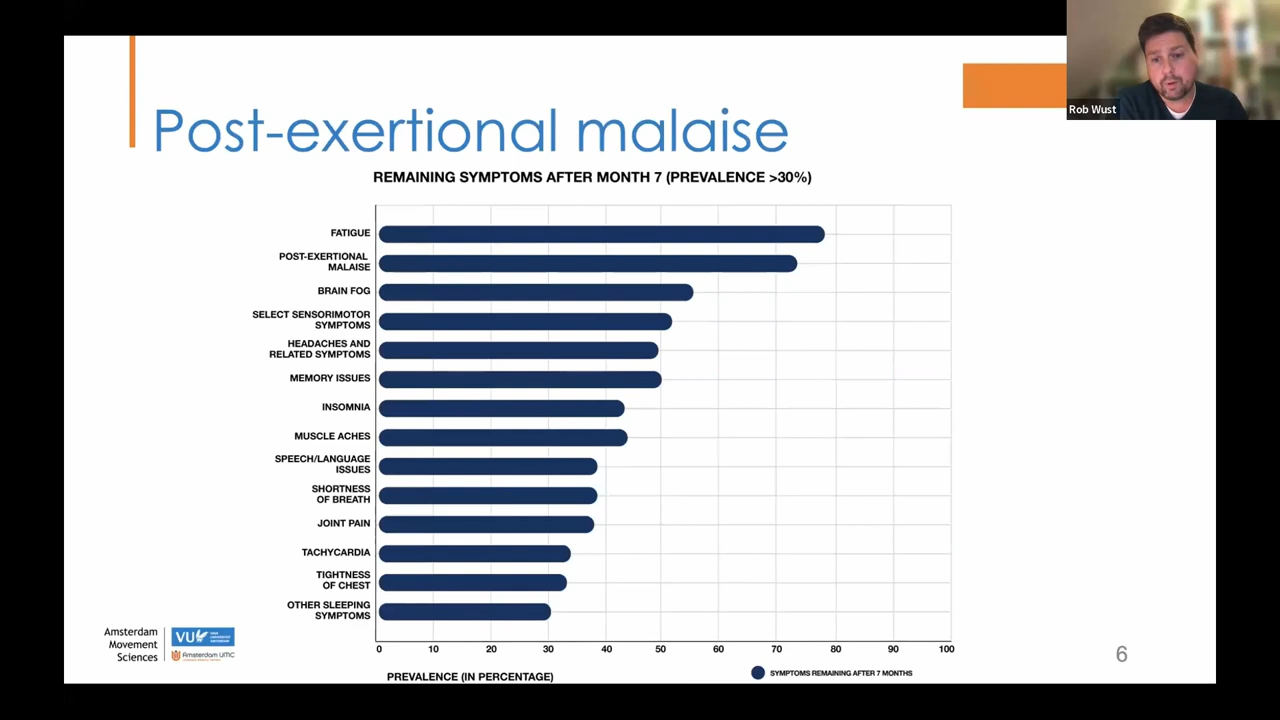 Rob Wust
Post-exertional malaise
REMAINING SYMPTOMS AFTER MONTH 7 (PREVALENCE >30%)
FATIGUE
POST-EXERTIONAL
MALAISE
BRAIN FOG
SELECT SENSORIMOTOR
SYMPTOMS
HEADACHES AND
RELATED SYMPTOMS
MEMORY ISSUES
INSOMNIA
MUSCLE ACHES
SPEECH/LANGUAGE
ISSUES
SHORTNESS
OF BREATH
JOINT PAIN
TACHYCARDIA
TIGHTNESS
OF CHEST
OTHER SLEEPING
SYMPTOMS
0 10 20 30 40 50 60 70 80 90 100
PREVALENCE (IN PERCENTAGE)
SYMPTOMS REMAINING AFTER 7 MONTHS
Amsterdam
Movement
Sciences
VU
Amsterdam UMC
6